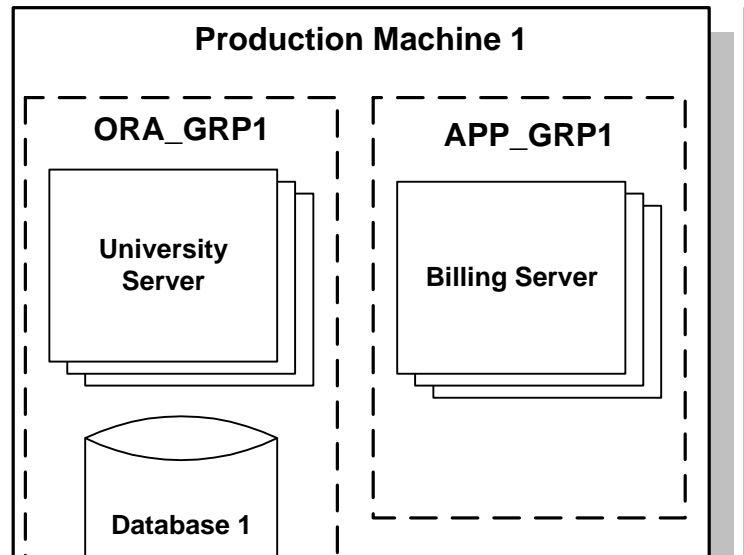 Production Machine 1
ORA_GRP1
University
Server
Database 1
APP_GRP1
Billing Server